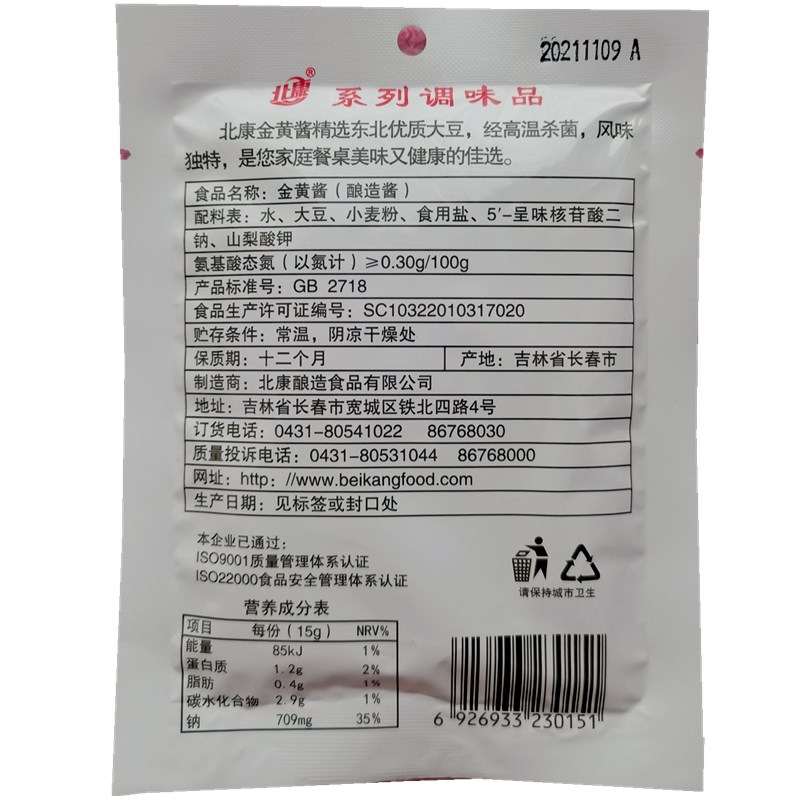 20211109 A
北康® 系列调味品
北康金黄酱精选东北优质大豆，经高温杀菌，风味
独特，是您家庭餐桌美味又健康的佳选。
食品名称：金黄酱（酿造酱）
配料表：水、大豆、小麦粉、食用盐、5′-呈味核苷酸二
钠、山梨酸钾
氨基酸态氮（以氮计）≥0.30g/100g
产品标准号：GB 2718
食品生产许可证编号：SC10322010317020
贮存条件：常温，阴凉干燥处
保质期：十二个月 产地：吉林省长春市
制造商：北康酿造食品有限公司
地址：吉林省长春市宽城区铁北四路4号
订货电话：0431-80541022 86768030
质量投诉电话：0431-80531044 86768000
网址：http：//www.beikangfood.com
生产日期：见标签或封口处
本企业已通过：
ISO9001质量管理体系认证
ISO22000食品安全管理体系认证
请保持城市卫生
营养成分表
项目 每份（15g） NRV%
能量 85kJ 1%
蛋白质 1.2g 2%
脂肪 0.4g 1%
碳水化合物 2.9g 1%
钠 709mg 35%
6 926933 230151